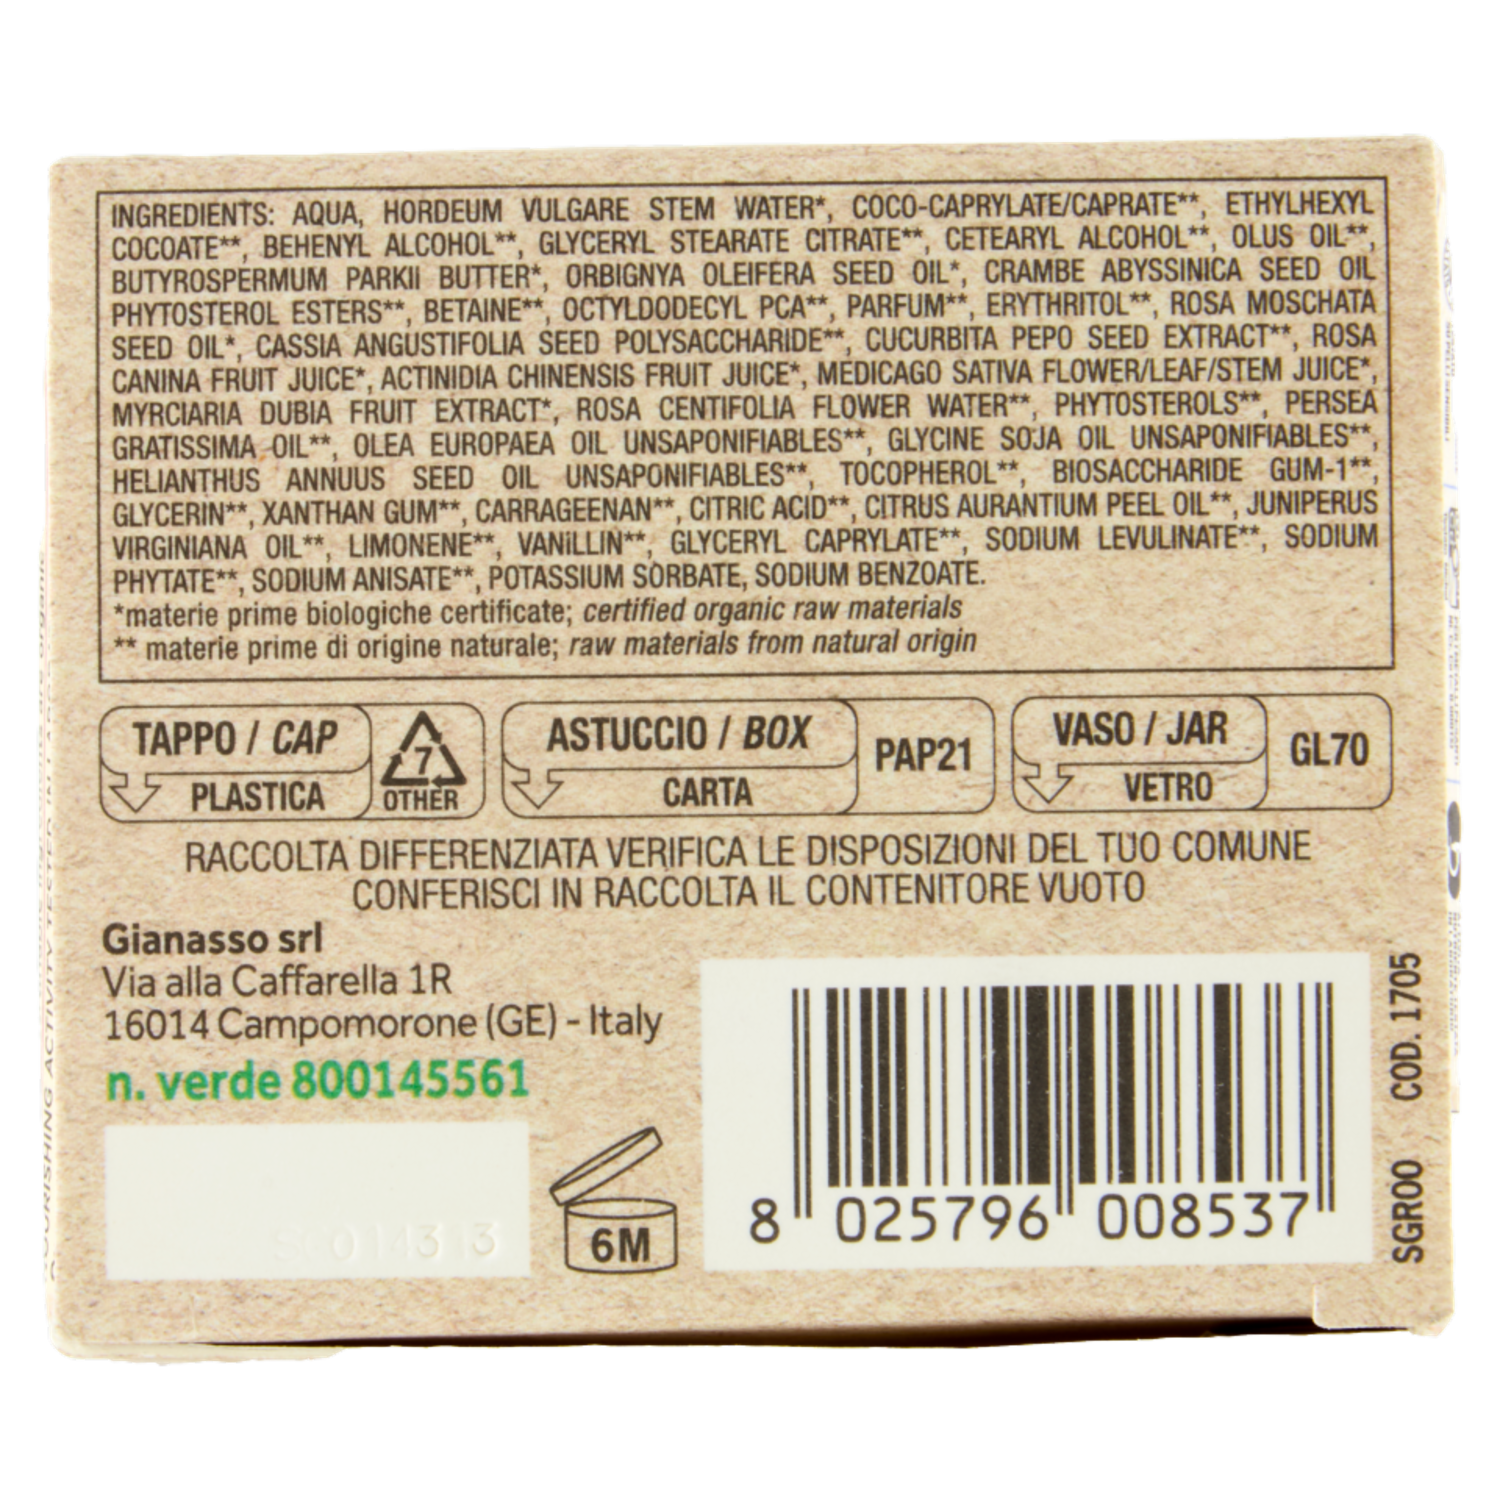 INGREDIENTS: AQUA, HORDEUM VULGARE STEM WATER*, COCO-CAPRYLATE/CAPRATE**, ETHYLHEXYL
COCOATE**, BEHENYL ALCOHOL**, GLYCERYL STEARATE CITRATE**, CETEARYL ALCOHOL**, OLUS OIL**,
BUTYROSPERMUM PARKII BUTTER*, ORBIGNYA OLEIFERA SEED OIL*, CRAMBE ABYSSINICA SEED OIL
PHYTOSTEROL ESTERS**, BETAINE**, OCTYLDODECYL PCA**, PARFUM**, ERYTHRITOL**, ROSA MOSCHATA
SEED OIL*, CASSIA ANGUSTIFOLIA SEED POLYSACCHARIDE**, CUCURBITA PEPO SEED EXTRACT**, ROSA
CANINA FRUIT JUICE*, ACTINIDIA CHINENSIS FRUIT JUICE*, MEDICAGO SATIVA FLOWER/LEAF/STEM JUICE*,
MYRCIARIA DUBIA FRUIT EXTRACT*, ROSA CENTIFOLIA FLOWER WATER**, PHYTOSTEROLS**, PERSEA
GRATISSIMA OIL**, OLEA EUROPAEA OIL UNSAPONIFIABLES**, GLYCINE SOJA OIL UNSAPONIFIABLES**,
HELIANTHUS ANNUUS SEED OIL UNSAPONIFIABLES**, TOCOPHEROL**, BIOSACCHARIDE GUM-1**,
GLYCERIN**, XANTHAN GUM**, CARRAGEENAN**, CITRIC ACID**, CITRUS AURANTIUM PEEL OIL**, JUNIPERUS
VIRGINIANA OIL**, LIMONENE**, VANILLIN**, GLYCERYL CAPRYLATE**, SODIUM LEVULINATE**, SODIUM
PHYTATE**, SODIUM ANISATE**, POTASSIUM SORBATE, SODIUM BENZOATE.
*materie prime biologiche certificate; certified organic raw materials
** materie prime di origine naturale; raw materials from natural origin
TAPPO / CAP
PLASTICA
7
OTHER
ASTUCCIO / BOX
CARTA
PAP21
VASO / JAR
VETRO
GL70
RACCOLTA DIFFERENZIATA VERIFICA LE DISPOSIZIONI DEL TUO COMUNE
CONFERISCI IN RACCOLTA IL CONTENITORE VUOTO
Gianasso srl
Via alla Caffarella 1R
16014 Campomorone (GE) - Italy
n. verde 800145561
6M
8 025796 008537
SGR00 COD. 1705